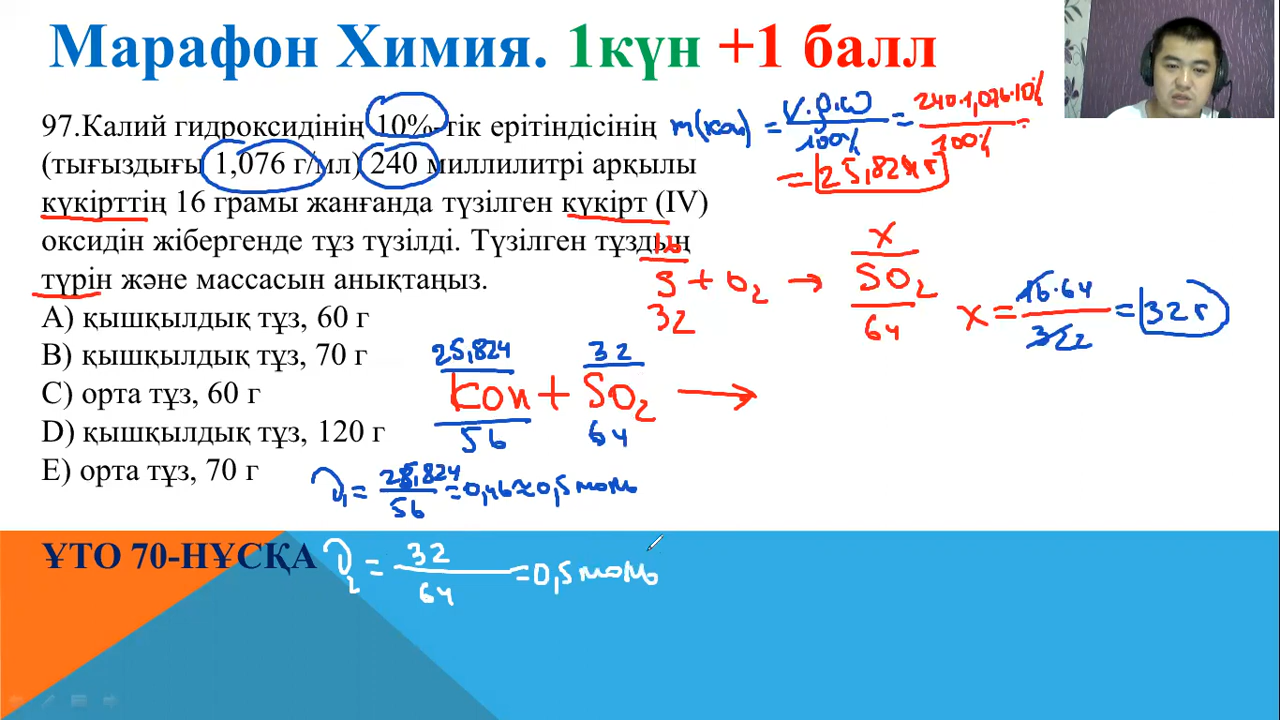 Марафон Химия. 1күн +1 балл
97.Калий гидроксидінің 10%-тік ерітіндісінің
(тығыздығы 1,076 г/мл) 240 миллилитрі арқылы
күкірттің 16 грамы жанғанда түзілген күкірт (IV)
оксидін жібергенде тұз түзілді. Түзілген тұздың
түрін және массасын анықтаңыз.
A) қышқылдық тұз, 60 г
B) қышқылдық тұз, 70 г
C) орта тұз, 60 г
D) қышқылдық тұз, 120 г
E) орта тұз, 70 г
m(KOH) = V·ρ·ω / 100% = 240·1,076·10% / 100% =
= 25,824 г
16 x
S + O2 → SO2
32 64
x = 16·64 / 32 = 32 г
25,824 32
KOH + SO2 →
56 64
ν1 = 25,824 / 56 = 0,46 ≈ 0,5 моль
ҰТО 70-НҰСҚА
ν2 = 32 / 64 = 0,5 моль